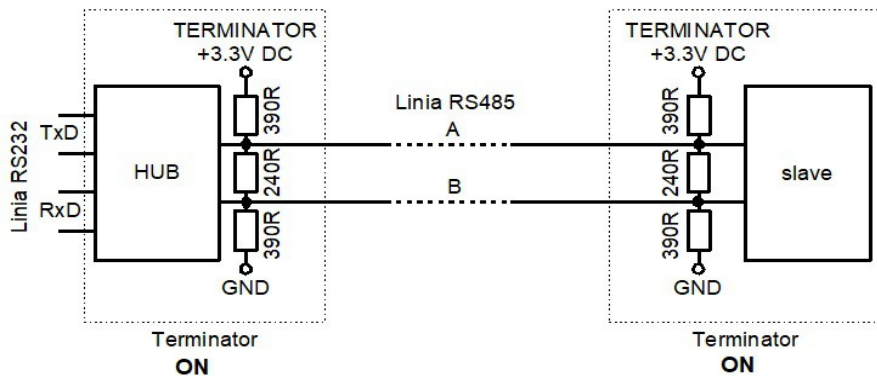 TERMINATOR
+3.3V DC
390R
240R
390R
GND
Linia RS232
TxD
RxD
HUB
Linia RS485
A
B
TERMINATOR
+3.3V DC
390R
240R
390R
GND
slave
Terminator
ON
Terminator
ON